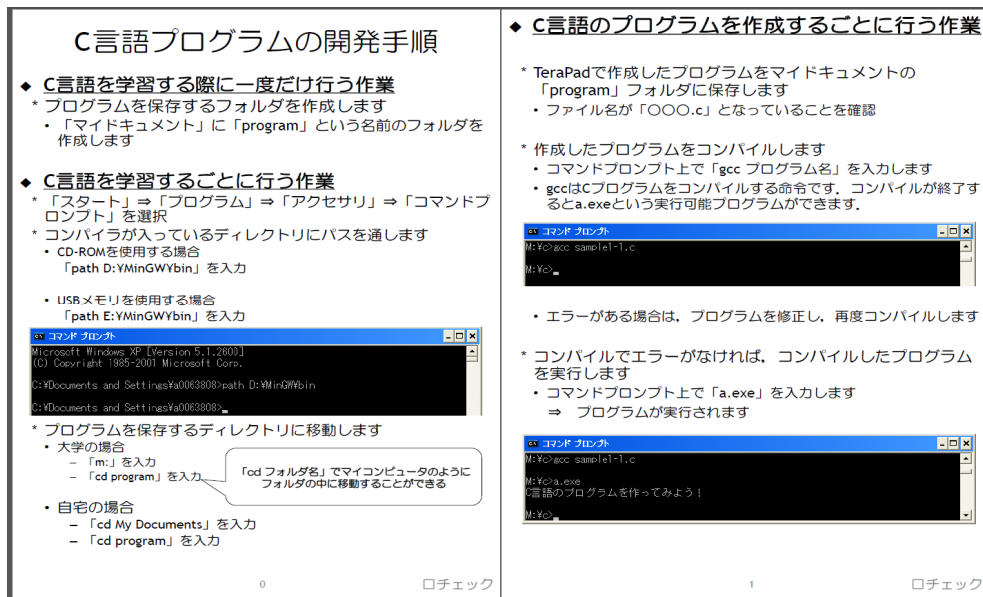 C言語プログラムの開発手順
◆ C言語を学習する際に一度だけ行う作業
* プログラムを保存するフォルダを作成します
・「マイドキュメント」に「program」という名前のフォルダを
作成します
◆ C言語を学習するごとに行う作業
* 「スタート」⇒「プログラム」⇒「アクセサリ」⇒「コマンドプ
ロンプト」を選択
* コンパイラが入っているディレクトリにパスを通します
・CD-ROMを使用する場合
「path D:¥MinGW¥bin」を入力
・USBメモリを使用する場合
「path E:¥MinGW¥bin」を入力
コマンド プロンプト
Microsoft Windows XP [Version 5.1.2600]
(C) Copyright 1985-2001 Microsoft Corp.
C:¥Documents and Settings¥a0063808>path D:¥MinGW¥bin
C:¥Documents and Settings¥a0063808>_
* プログラムを保存するディレクトリに移動します
・大学の場合
– 「m:」を入力
– 「cd program」を入力
「cd フォルダ名」でマイコンピュータのように
フォルダの中に移動することができる
・自宅の場合
– 「cd My Documents」を入力
– 「cd program」を入力
0
□チェック
◆ C言語のプログラムを作成するごとに行う作業
* TeraPadで作成したプログラムをマイドキュメントの
「program」フォルダに保存します
・ファイル名が「○○○.c」となっていることを確認
* 作成したプログラムをコンパイルします
・コマンドプロンプト上で「gcc プログラム名」を入力します
・gccはCプログラムをコンパイルする命令です．コンパイルが終了す
るとa.exeという実行可能プログラムができます．
コマンド プロンプト
M:¥c>gcc sample1-1.c
M:¥c>_
・エラーがある場合は，プログラムを修正し，再度コンパイルします
* コンパイルでエラーがなければ，コンパイルしたプログラム
を実行します
・コマンドプロンプト上で「a.exe」を入力します
⇒ プログラムが実行されます
コマンド プロンプト
M:¥c>gcc sample1-1.c
M:¥c>a.exe
C言語のプログラムを作ってみよう！
M:¥c>_
1
□チェック